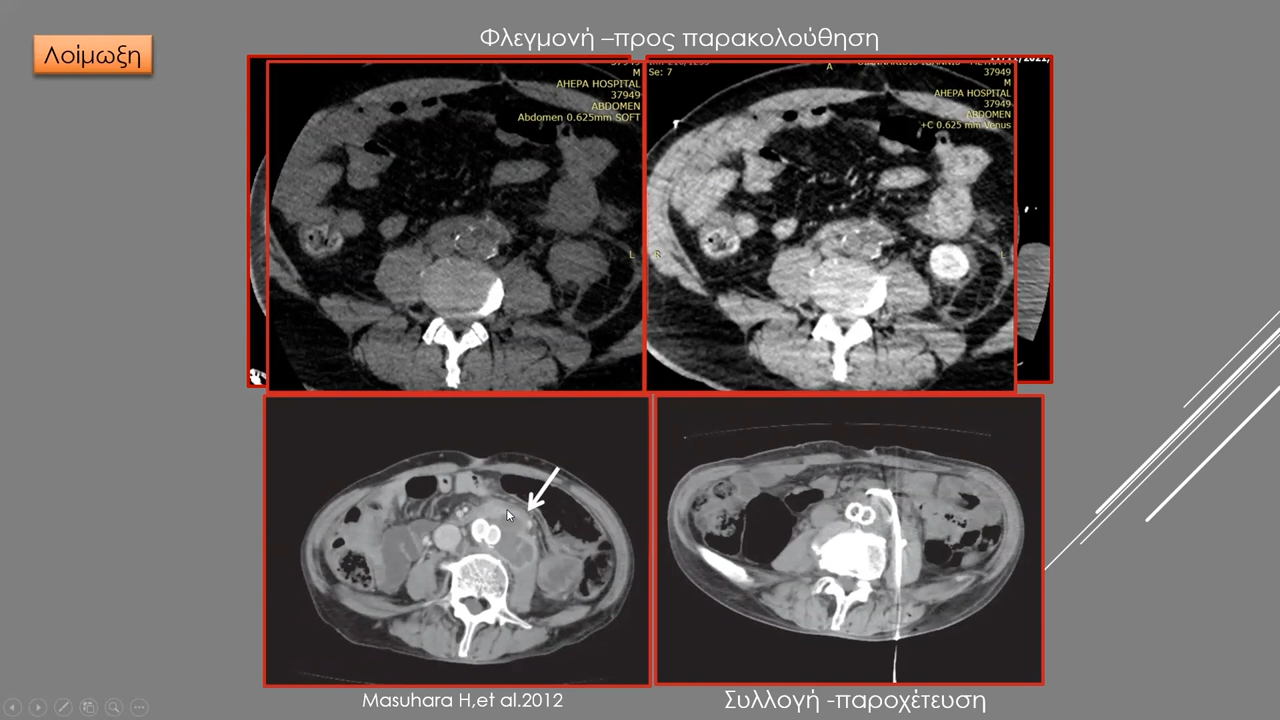 Λοίμωξη
Φλεγμονή –προς παρακολούθηση
M
AHEPA HOSPITAL
37949
ABDOMEN
Abdomen 0.625mm SOFT
L
Se: 7
A
37949
M
AHEPA HOSPITAL
37949
ABDOMEN
+C 0.625 mm Venus
R
L
Masuhara H,et al.2012
Συλλογή -παροχέτευση